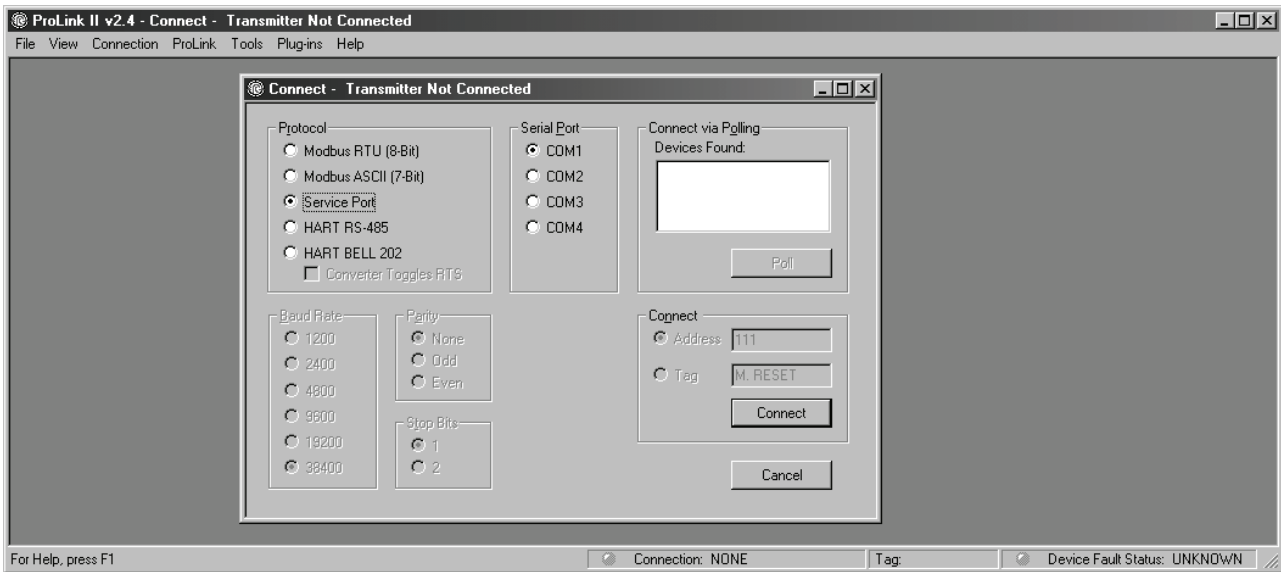 ProLink II v2.4 - Connect - Transmitter Not Connected
File View Connection ProLink Tools Plug-ins Help
Connect - Transmitter Not Connected
Protocol
Modbus RTU (8-Bit)
Modbus ASCII (7-Bit)
Service Port
HART RS-485
HART BELL 202
Converter Toggles RTS
Serial Port
COM1
COM2
COM3
COM4
Connect via Polling
Devices Found:
Poll
Baud Rate
1200
2400
4800
9600
19200
38400
Parity
None
Odd
Even
Stop Bits
1
2
Connect
Address 111
Tag M. RESET
Connect
Cancel
For Help, press F1 Connection: NONE Tag: Device Fault Status: UNKNOWN